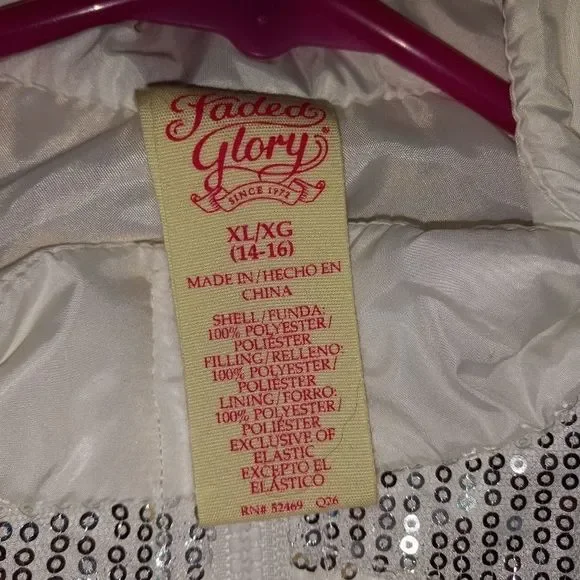 Faded
Glory
SINCE 1972
XL/XG
(14-16)
MADE IN/HECHO EN
CHINA
SHELL/FUNDA:
100% POLYESTER/
POLIÉSTER
FILLING/RELLENO:
100% POLYESTER/
POLIÉSTER
LINING/FORRO:
100% POLYESTER/
POLIÉSTER
EXCLUSIVE OF
ELASTIC
EXCEPTO EL
ELÁSTICO
RN# 52469 Q26